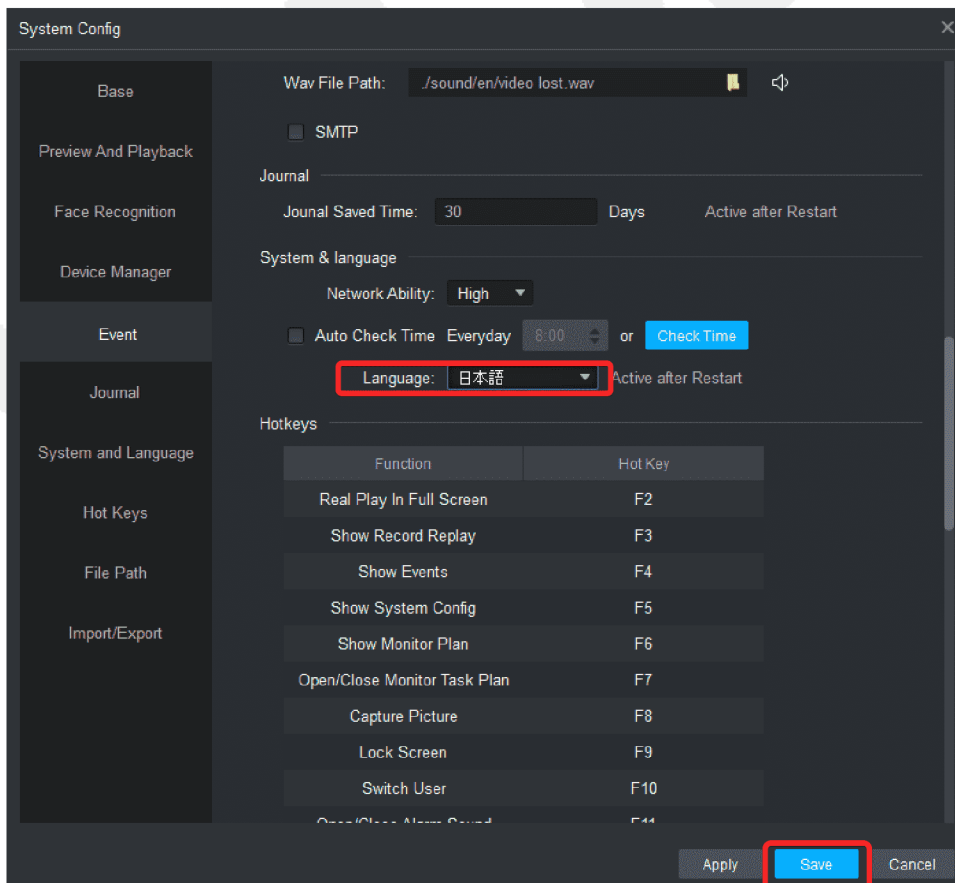 System Config
Base
Preview And Playback
Face Recognition
Device Manager
Event
Journal
System and Language
Hot Keys
File Path
Import/Export
Wav File Path: ./sound/en/video lost.wav
SMTP
Journal
Jounal Saved Time: 30 Days Active after Restart
System & language
Network Ability: High
Auto Check Time Everyday 8:00 or Check Time
Language: 日本語 Active after Restart
Hotkeys
Function Hot Key
Real Play In Full Screen F2
Show Record Replay F3
Show Events F4
Show System Config F5
Show Monitor Plan F6
Open/Close Monitor Task Plan F7
Capture Picture F8
Lock Screen F9
Switch User F10
Open/Close Alarm Sound F11
Apply Save Cancel